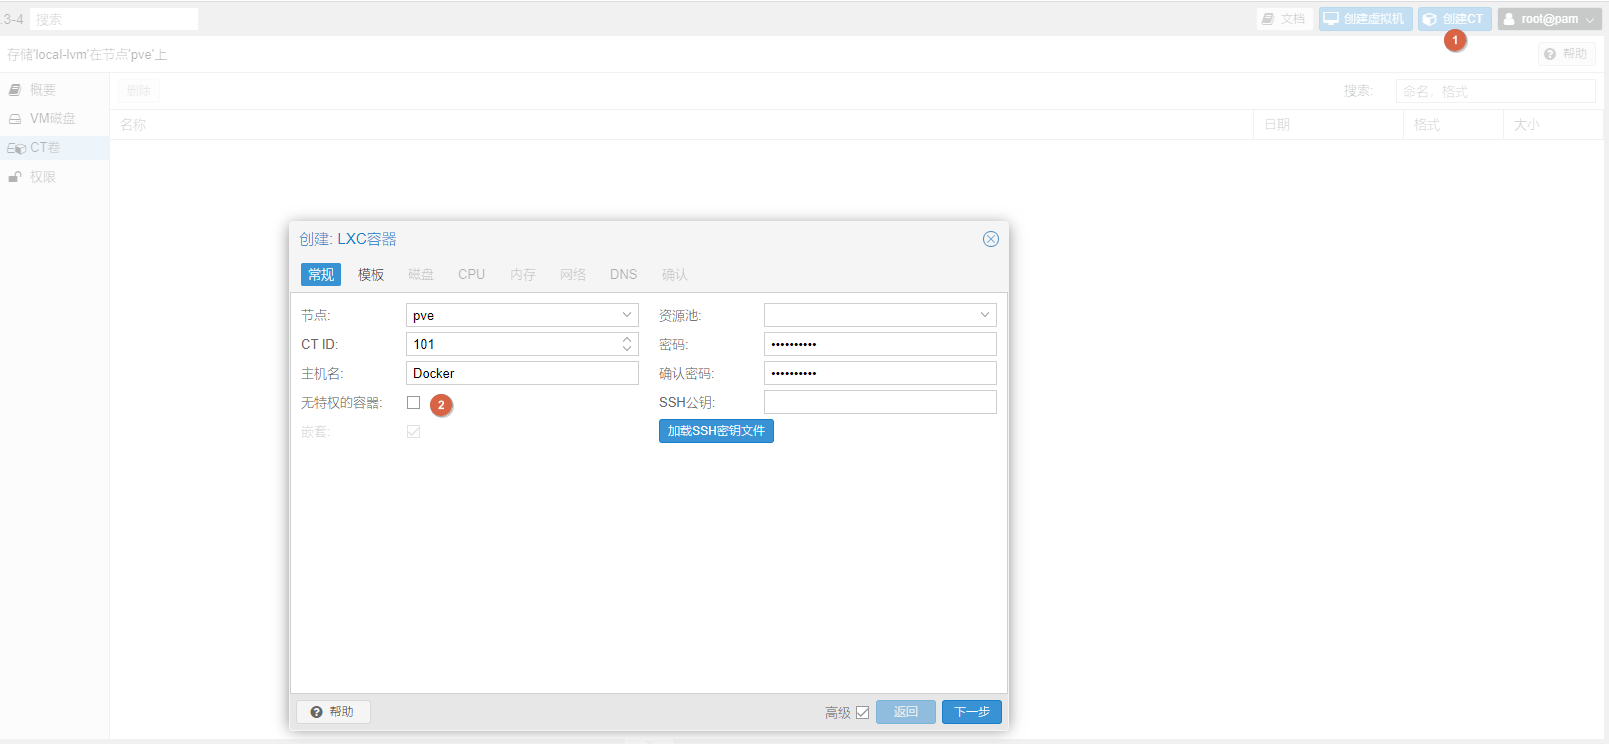 .3-4 搜索 文档 创建虚拟机 创建CT root@pam
1
存储'local-lvm'在节点'pve'上 帮助
概要 删除 搜索: 命名, 格式
VM磁盘 名称 日期 格式 大小
CT卷
权限
创建: LXC容器
常规 模板 磁盘 CPU 内存 网络 DNS 确认
节点: pve 资源池:
CT ID: 101 密码: ••••••••••
主机名: Docker 确认密码: ••••••••••
无特权的容器: 2 SSH公钥:
嵌套: 加载SSH密钥文件
帮助 高级 返回 下一步